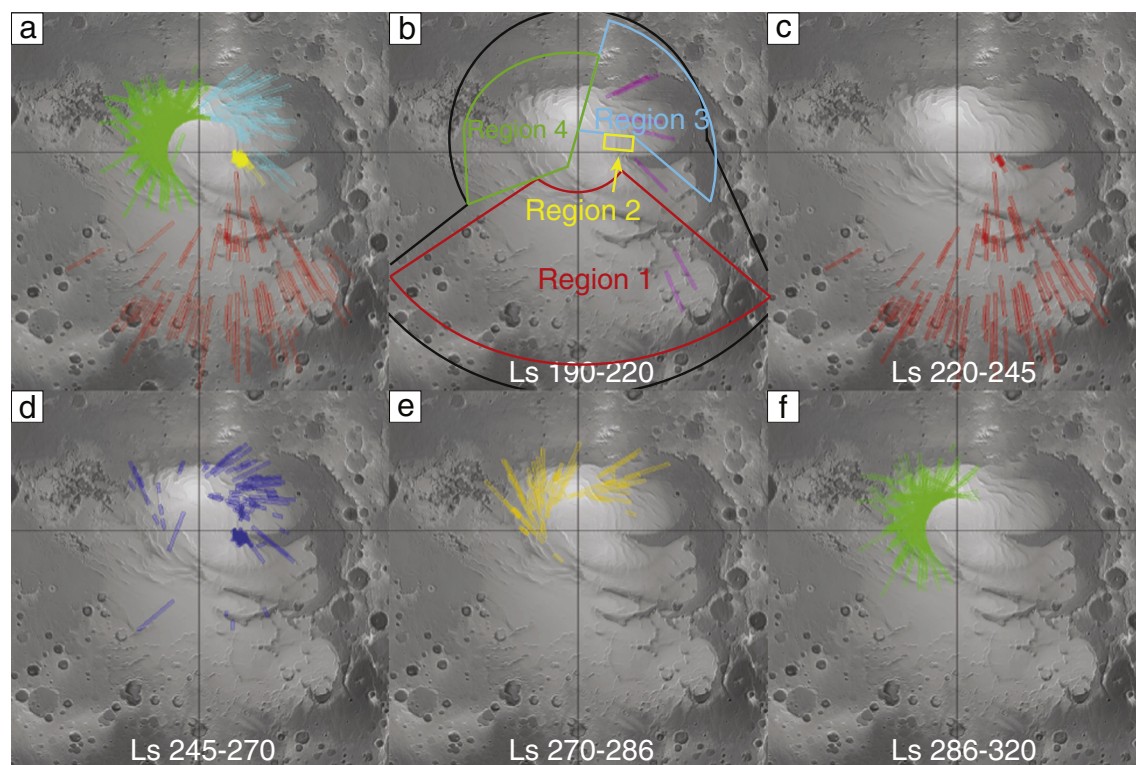 a
b
c
Region 4
Region 3
Region 2
Region 1
Ls 190-220
Ls 220-245
d
e
f
Ls 245-270
Ls 270-286
Ls 286-320